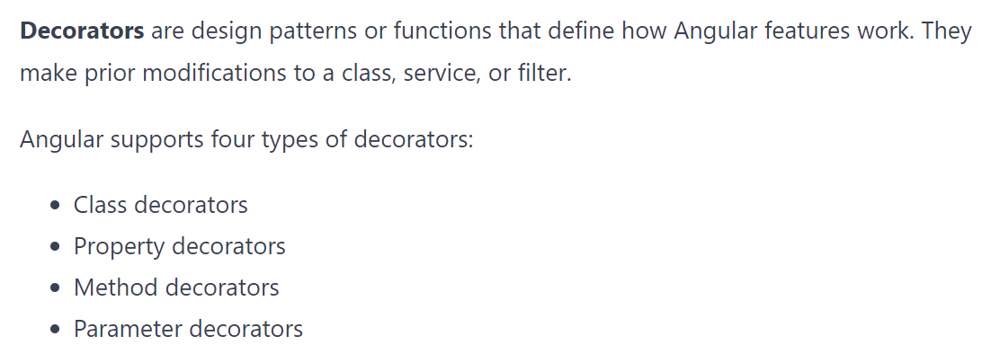 Decorators are design patterns or functions that define how Angular features work. They
make prior modifications to a class, service, or filter.
Angular supports four types of decorators:
• Class decorators
• Property decorators
• Method decorators
• Parameter decorators